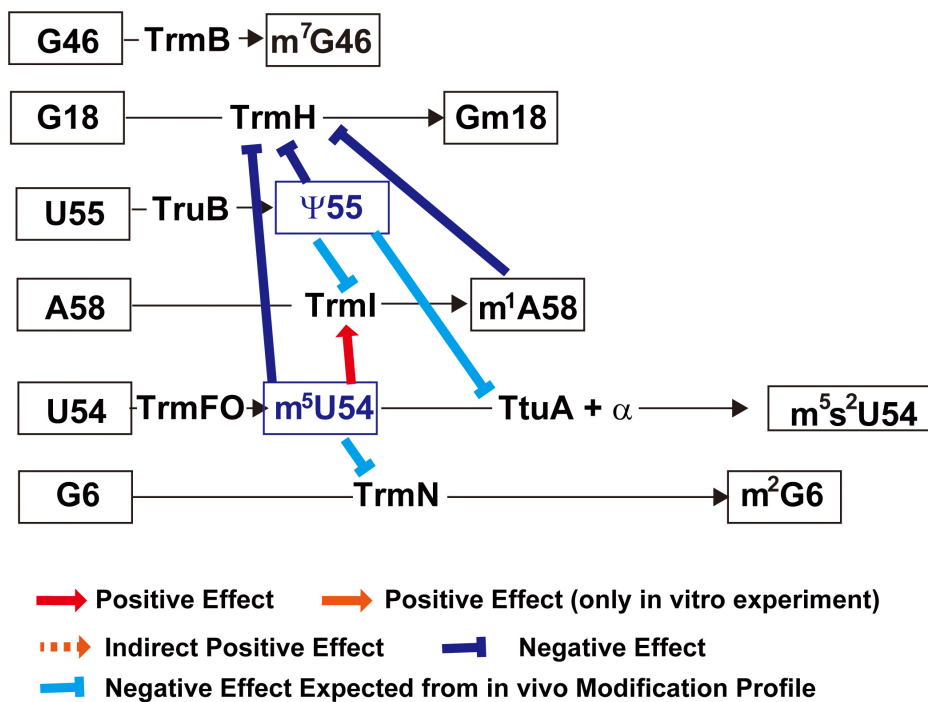 G46 TrmB m⁷G46
G18 TrmH Gm18
U55 TruB Ψ55
A58 TrmI m¹A58
U54 TrmFO m⁵U54 TtuA + α m⁵s²U54
G6 TrmN m²G6
Positive Effect Positive Effect (only in vitro experiment)
Indirect Positive Effect Negative Effect
Negative Effect Expected from in vivo Modification Profile